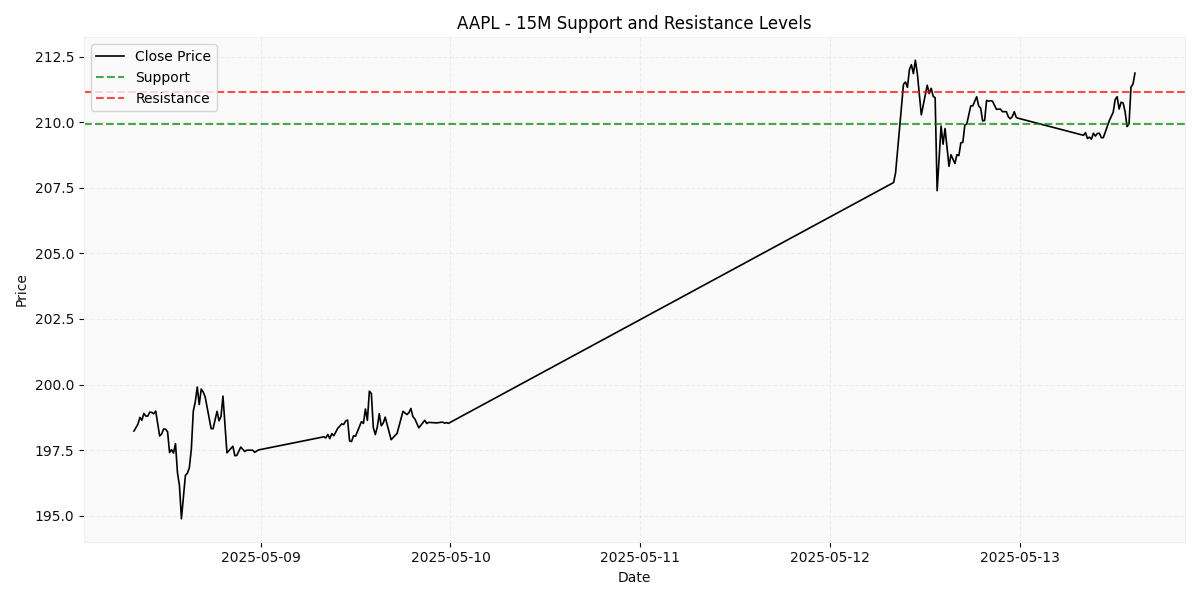 AAPL - 15M Support and Resistance Levels
Close Price
Support
Resistance
Price
212.5
210.0
207.5
205.0
202.5
200.0
197.5
195.0
2025-05-09
2025-05-10
2025-05-11
2025-05-12
2025-05-13
Date